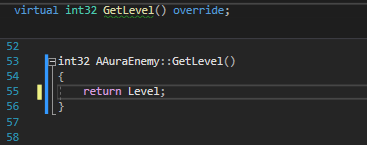 virtual int32 GetLevel() override;
52
53 int32 AAuraEnemy::GetLevel()
54 {
55 return Level;
56 }
57
58